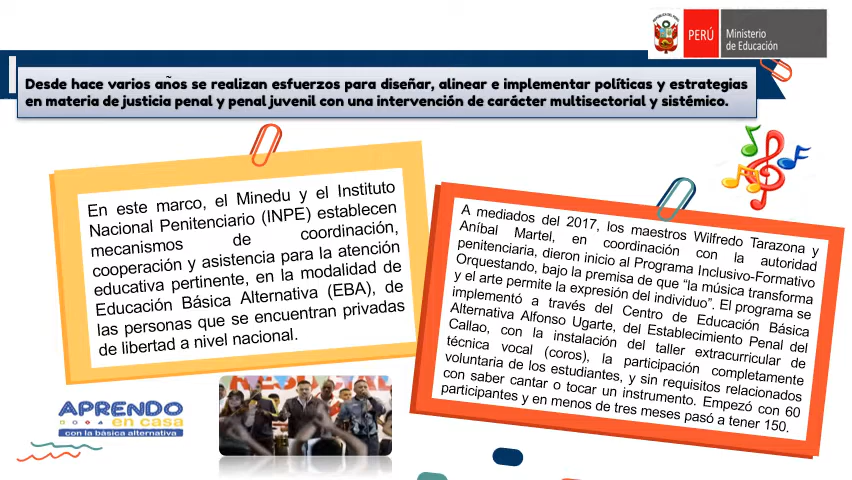 REPÚBLICA DEL PERÚ
PERÚ
Ministerio
de Educación
Desde hace varios años se realizan esfuerzos para diseñar, alinear e implementar políticas y estrategias
en materia de justicia penal y penal juvenil con una intervención de carácter multisectorial y sistémico.
En este marco, el Minedu y el Instituto
Nacional Penitenciario (INPE) establecen
mecanismos de coordinación,
cooperación y asistencia para la atención
educativa pertinente, en la modalidad de
Educación Básica Alternativa (EBA), de
las personas que se encuentran privadas
de libertad a nivel nacional.
A mediados del 2017, los maestros Wilfredo Tarazona y
Aníbal Martel, en coordinación con la autoridad
penitenciaria, dieron inicio al Programa Inclusivo-Formativo
Orquestando, bajo la premisa de que “la música transforma
y el arte permite la expresión del individuo”. El programa se
implementó a través del Centro de Educación Básica
Alternativa Alfonso Ugarte, del Establecimiento Penal del
Callao, con la instalación del taller extracurricular de
técnica vocal (coros), la participación completamente
voluntaria de los estudiantes, y sin requisitos relacionados
con saber cantar o tocar un instrumento. Empezó con 60
participantes y en menos de tres meses pasó a tener 150.
APRENDO
en casa
con la básica alternativa